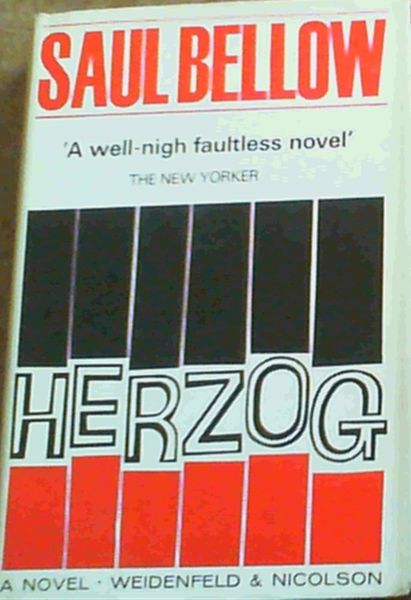 SAUL BELLOW
'A well-nigh faultless novel'
THE NEW YORKER
HERZOG
A NOVEL · WEIDENFELD & NICOLSON